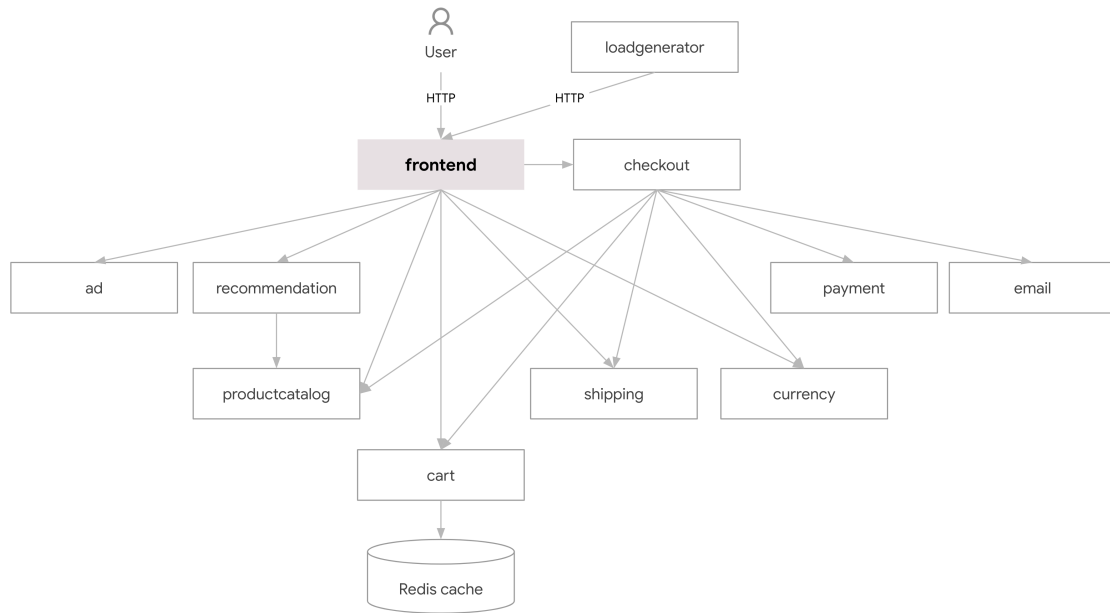 User
loadgenerator
HTTP
HTTP
frontend
checkout
ad
recommendation
payment
email
productcatalog
shipping
currency
cart
Redis cache